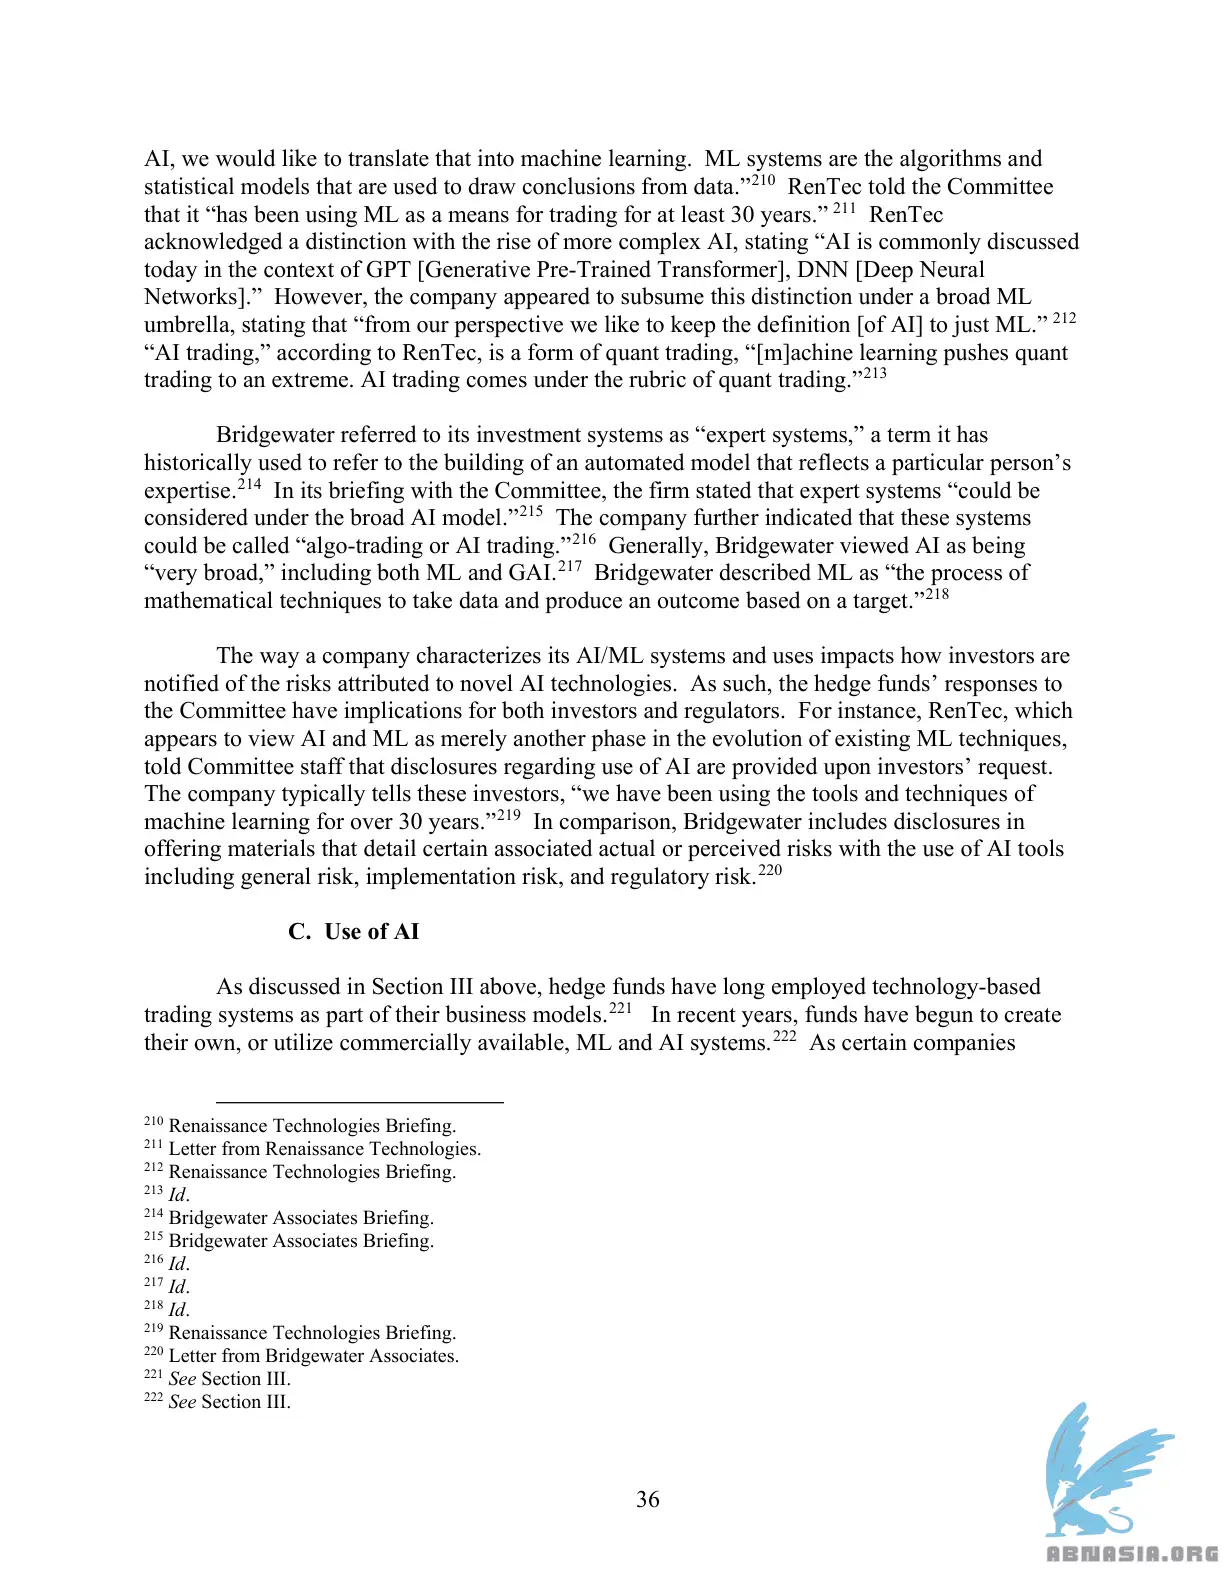 AI, we would like to translate that into machine learning.  ML systems are the algorithms and
statistical models that are used to draw conclusions from data.”210  RenTec told the Committee
that it “has been using ML as a means for trading for at least 30 years.” 211  RenTec
acknowledged a distinction with the rise of more complex AI, stating “AI is commonly discussed
today in the context of GPT [Generative Pre-Trained Transformer], DNN [Deep Neural
Networks].”  However, the company appeared to subsume this distinction under a broad ML
umbrella, stating that “from our perspective we like to keep the definition [of AI] to just ML.” 212
“AI trading,” according to RenTec, is a form of quant trading, “[m]achine learning pushes quant
trading to an extreme. AI trading comes under the rubric of quant trading.”213
Bridgewater referred to its investment systems as “expert systems,” a term it has
historically used to refer to the building of an automated model that reflects a particular person’s
expertise.214  In its briefing with the Committee, the firm stated that expert systems “could be
considered under the broad AI model.”215  The company further indicated that these systems
could be called “algo-trading or AI trading.”216  Generally, Bridgewater viewed AI as being
“very broad,” including both ML and GAI.217  Bridgewater described ML as “the process of
mathematical techniques to take data and produce an outcome based on a target.”218
The way a company characterizes its AI/ML systems and uses impacts how investors are
notified of the risks attributed to novel AI technologies.  As such, the hedge funds’ responses to
the Committee have implications for both investors and regulators.  For instance, RenTec, which
appears to view AI and ML as merely another phase in the evolution of existing ML techniques,
told Committee staff that disclosures regarding use of AI are provided upon investors’ request.
The company typically tells these investors, “we have been using the tools and techniques of
machine learning for over 30 years.”219  In comparison, Bridgewater includes disclosures in
offering materials that detail certain associated actual or perceived risks with the use of AI tools
including general risk, implementation risk, and regulatory risk.220
C.  Use of AI
As discussed in Section III above, hedge funds have long employed technology-based
trading systems as part of their business models.221   In recent years, funds have begun to create
their own, or utilize commercially available, ML and AI systems.222  As certain companies
210 Renaissance Technologies Briefing.
211 Letter from Renaissance Technologies.
212 Renaissance Technologies Briefing.
213 Id.
214 Bridgewater Associates Briefing.
215 Bridgewater Associates Briefing.
216 Id.
217 Id.
218 Id.
219 Renaissance Technologies Briefing.
220 Letter from Bridgewater Associates.
221 See Section III.
222 See Section III.
36
ABNASIA.ORG